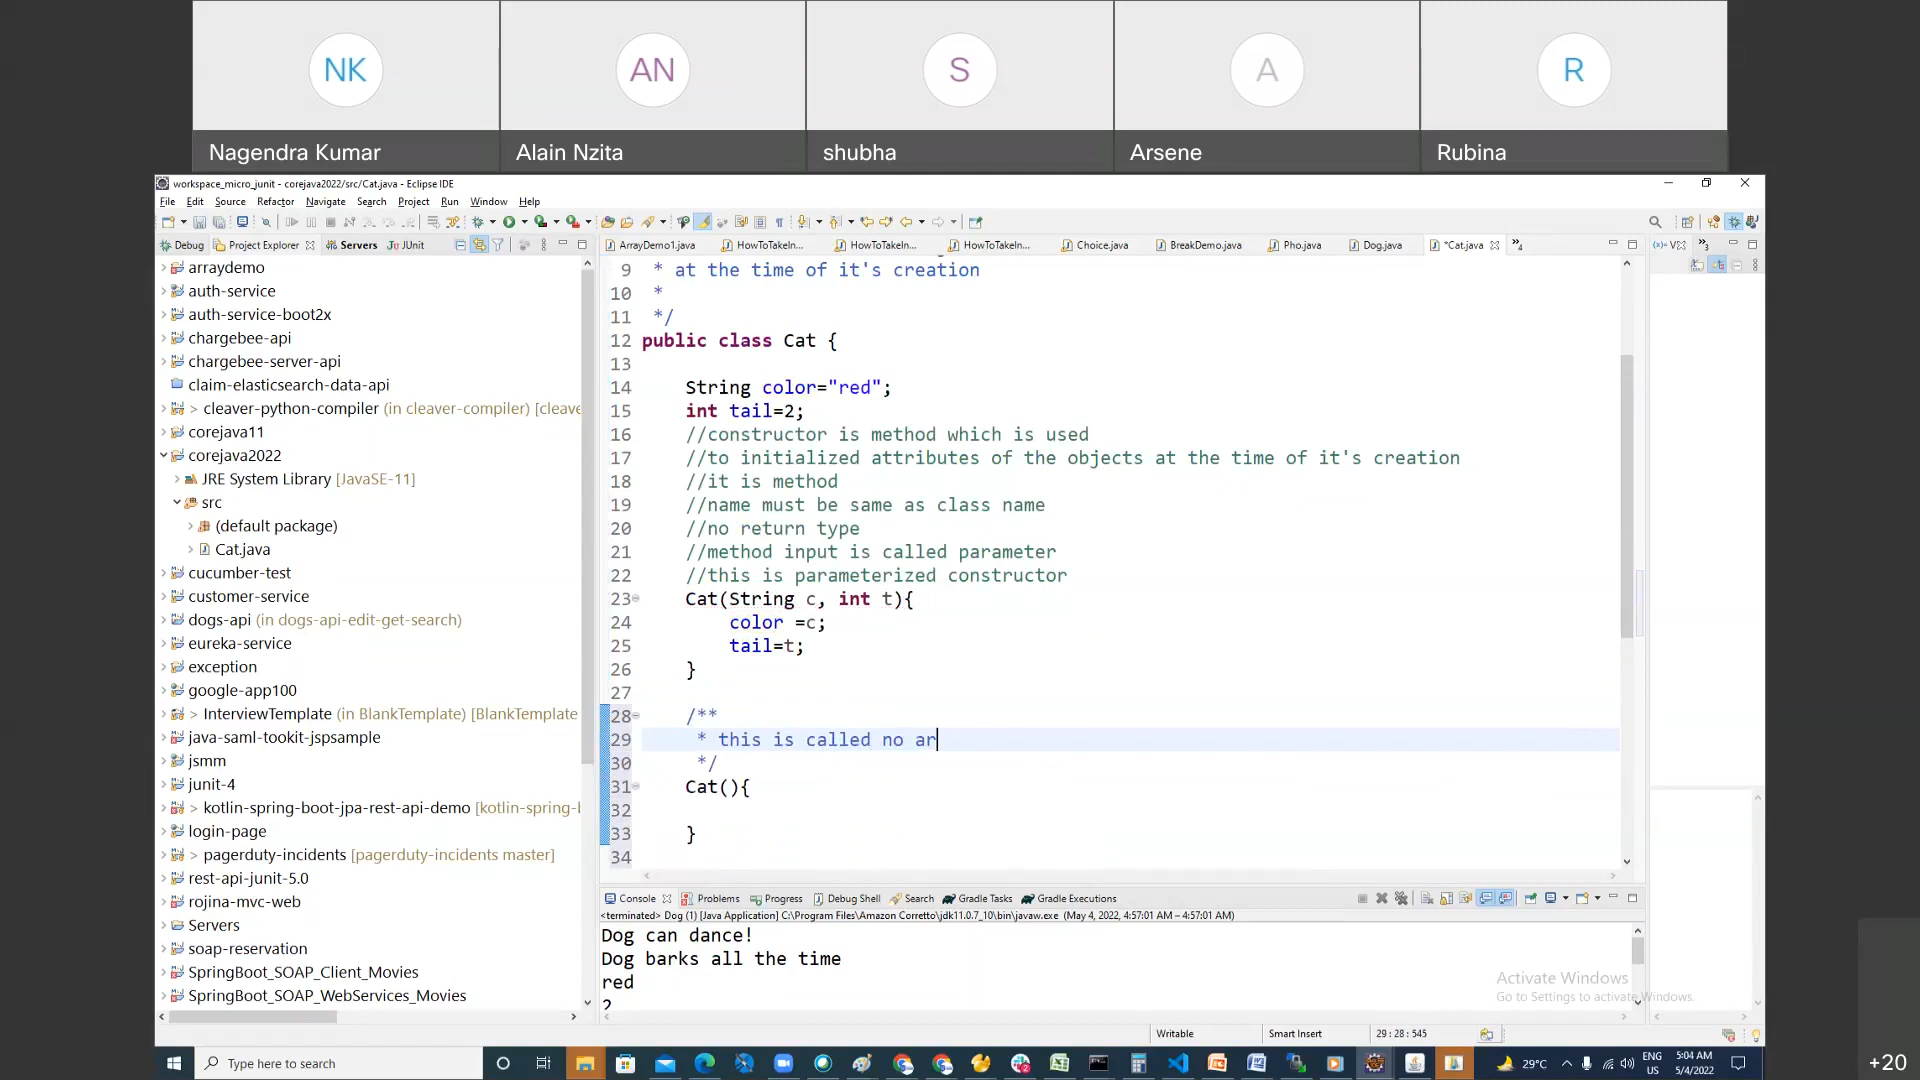 NK
AN
S
A
R
Nagendra Kumar
Alain Nzita
shubha
Arsene
Rubina
workspace_micro_junit - corejava2022/src/Cat.java - Eclipse IDE
File Edit Source Refactor Navigate Search Project Run Window Help
Debug Project Explorer Servers JUnit
ArrayDemo1.java HowToTakeIn... HowToTakeIn... HowToTakeIn... Choice.java BreakDemo.java Pho.java Dog.java *Cat.java
arraydemo
auth-service
auth-service-boot2x
chargebee-api
chargebee-server-api
claim-elasticsearch-data-api
> cleaver-python-compiler (in cleaver-compiler) [cleave
corejava11
corejava2022
JRE System Library [JavaSE-11]
src
(default package)
Cat.java
cucumber-test
customer-service
dogs-api (in dogs-api-edit-get-search)
eureka-service
exception
google-app100
> InterviewTemplate (in BlankTemplate) [BlankTemplate
java-saml-tookit-jspsample
jsmm
junit-4
> kotlin-spring-boot-jpa-rest-api-demo [kotlin-spring-b
login-page
> pagerduty-incidents [pagerduty-incidents master]
rest-api-junit-5.0
rojina-mvc-web
Servers
soap-reservation
SpringBoot_SOAP_Client_Movies
SpringBoot_SOAP_WebServices_Movies
9 * at the time of it's creation
10 *
11 */
12 public class Cat {
13
14 String color="red";
15 int tail=2;
16 //constructor is method which is used
17 //to initialized attributes of the objects at the time of it's creation
18 //it is method
19 //name must be same as class name
20 //no return type
21 //method input is called parameter
22 //this is parameterized constructor
23 Cat(String c, int t){
24 color =c;
25 tail=t;
26 }
27
28 /**
29 * this is called no ar
30 */
31 Cat(){
32
33 }
34
Console Problems Progress Debug Shell Search Gradle Tasks Gradle Executions
<terminated> Dog (1) [Java Application] C:\Program Files\Amazon Corretto\jdk11.0.7_10\bin\javaw.exe (May 4, 2022, 4:57:01 AM – 4:57:01 AM)
Dog can dance!
Dog barks all the time
red
2
Activate Windows
Go to Settings to activate Windows.
Writable Smart Insert 29 : 28 : 545
Type here to search
29°C
ENG
US
5:04 AM
5/4/2022
+20